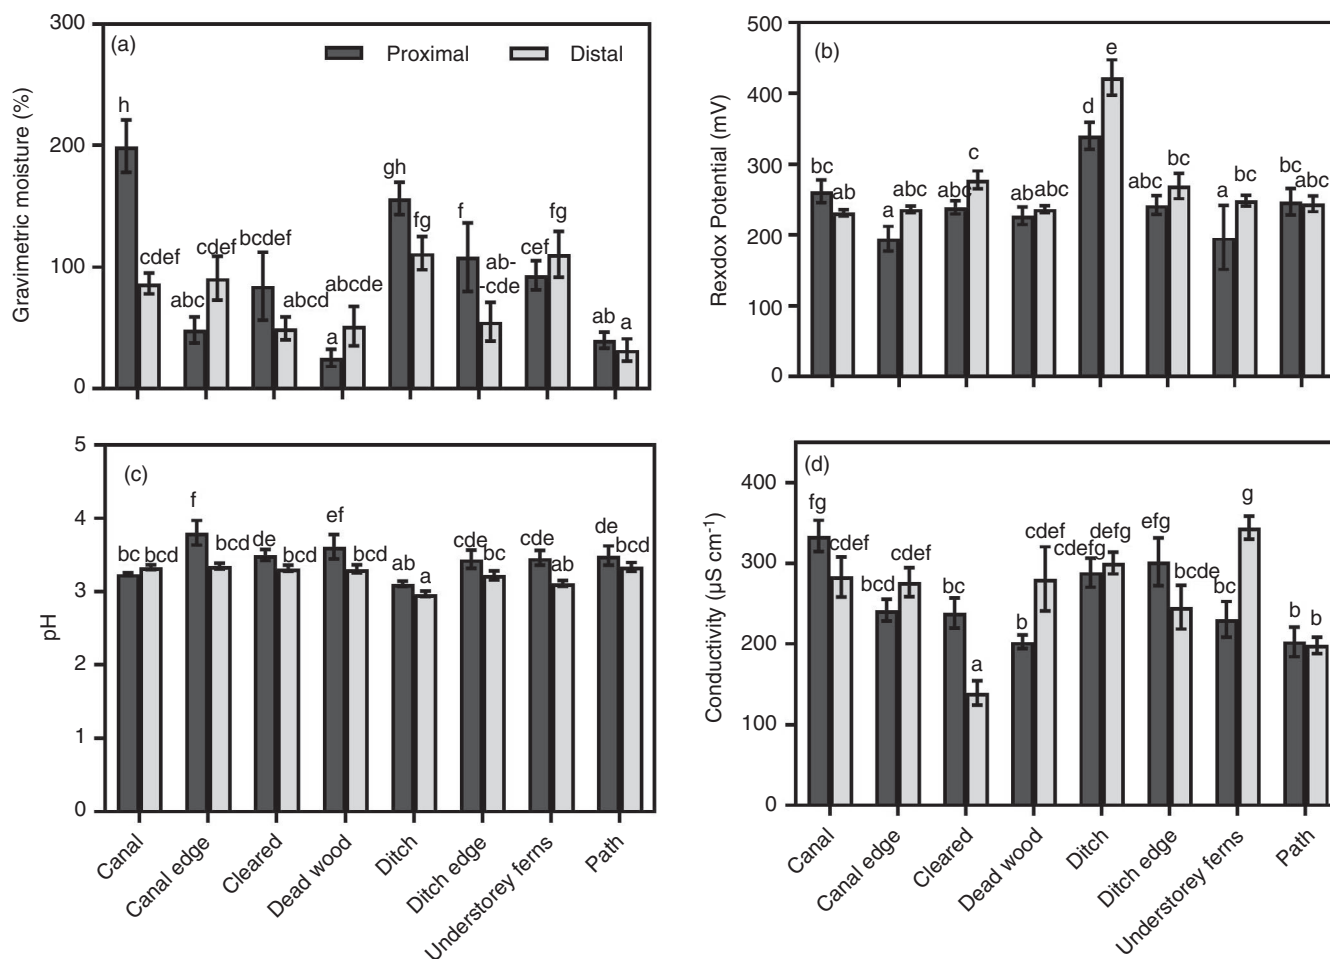 (a)
Proximal
Distal
Gravimetric moisture (%)
300
200
100
0
h
cdef
abc
cdef
bcdef
abcd
a
abcde
gh
fg
f
ab-
-cde
cef
fg
ab
a
(b)
Rexdox Potential (mV)
500
400
300
200
100
0
bc
ab
a
abc
abc
c
ab
abc
d
e
abc
bc
a
bc
bc
abc
(c)
pH
5
4
3
2
1
0
bc
bcd
f
bcd
de
bcd
ef
bcd
ab
a
cde
bc
cde
ab
de
bcd
Canal
Canal edge
Cleared
Dead wood
Ditch
Ditch edge
Understorey ferns
Path
(d)
Conductivity (µS cm⁻¹)
400
300
200
100
0
fg
cdef
bcd
cdef
bc
a
b
cdef
cdefg
defg
efg
bcde
bc
g
b
b
Canal
Canal edge
Cleared
Dead wood
Ditch
Ditch edge
Understorey ferns
Path